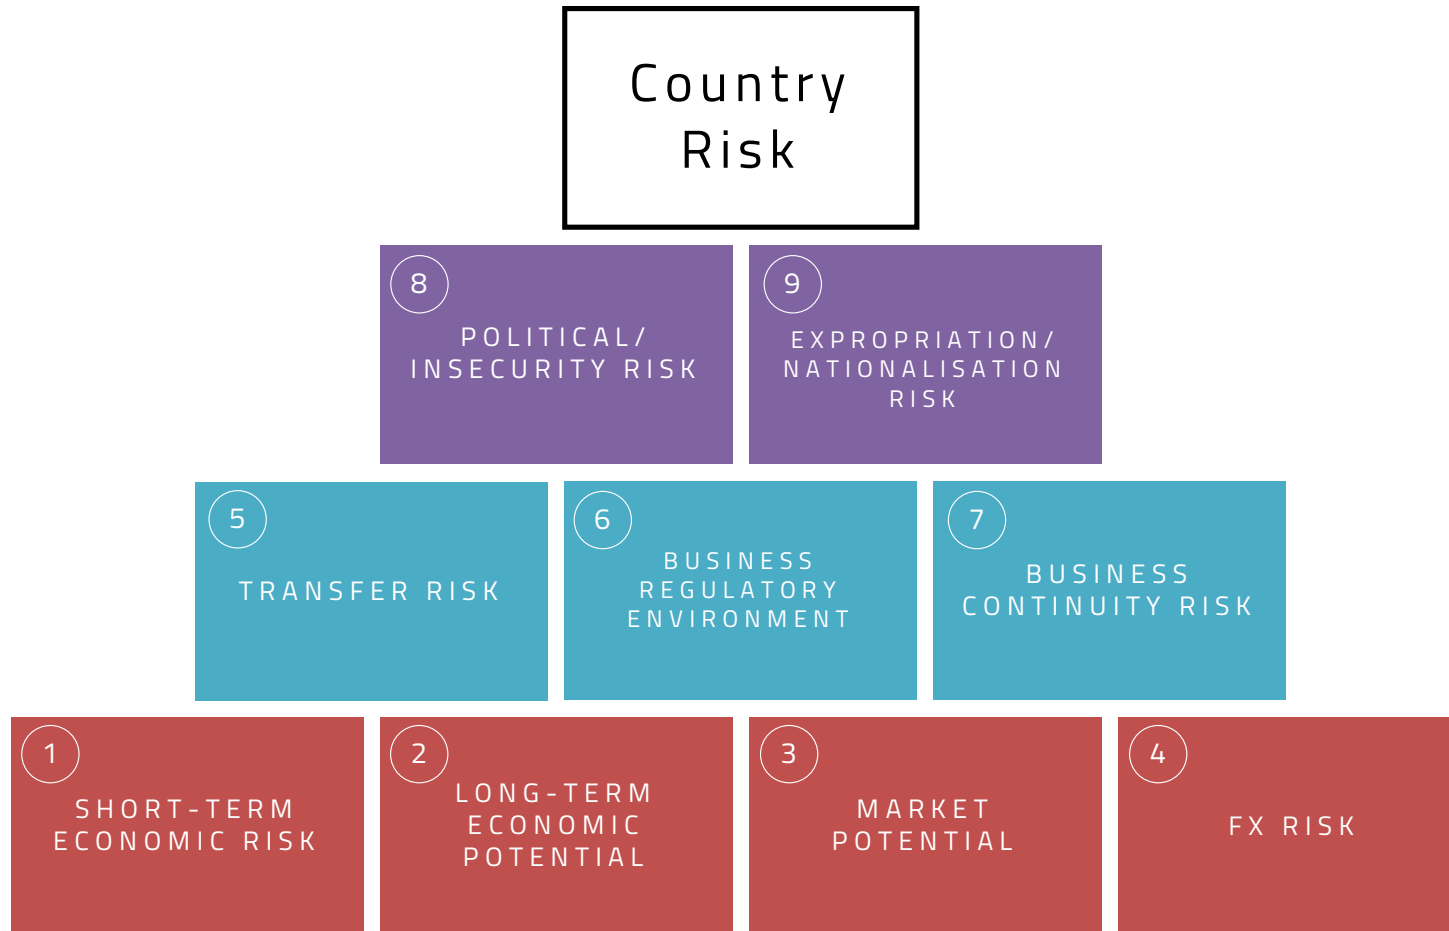 Country
Risk
8
POLITICAL/
INSECURITY RISK
9
EXPROPRIATION/
NATIONALISATION
RISK
5
TRANSFER RISK
6
BUSINESS
REGULATORY
ENVIRONMENT
7
BUSINESS
CONTINUITY RISK
1
SHORT-TERM
ECONOMIC RISK
2
LONG-TERM
ECONOMIC
POTENTIAL
3
MARKET
POTENTIAL
4
FX RISK